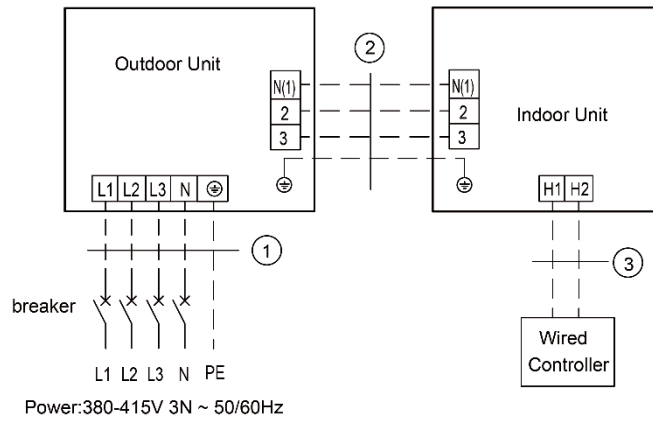 ②
Outdoor Unit
N(1)
2
3
N(1)
2
3
Indoor Unit
L1 L2 L3 N
H1 H2
①
③
breaker
L1 L2 L3 N PE
Wired
Controller
Power:380-415V 3N ~ 50/60Hz